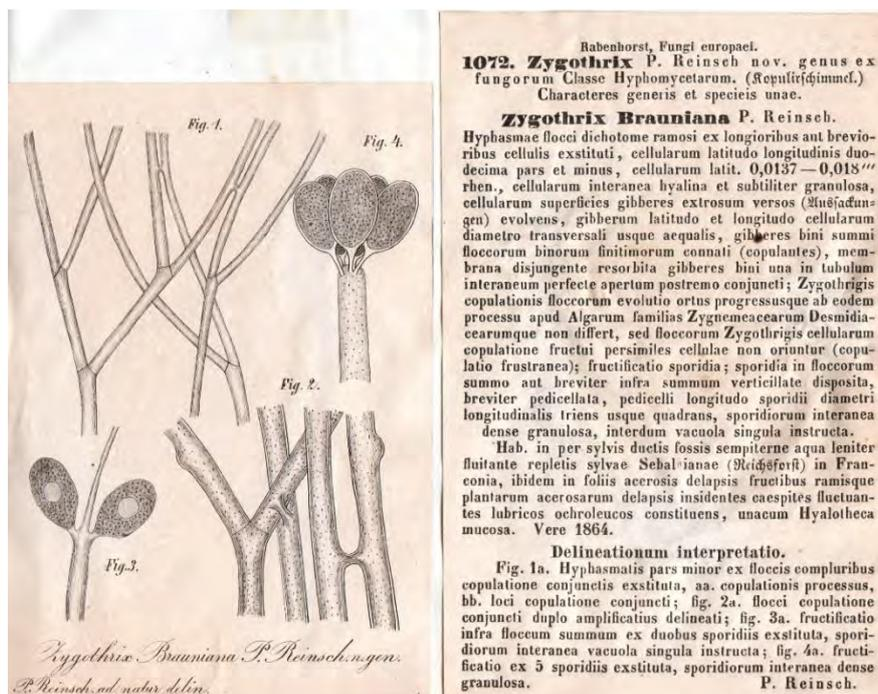 Fig. 1.
Fig. 4.
Fig. 2.
Fig.3.
Zygothrix Brauniana P. Reinsch. n. gen.
P. Reinsch. ad natur delin.
Rabenhorst, Fungi europaei.
1072. Zygothrix P. Reinsch nov. genus ex
fungorum Classe Hyphomycetarum. (Kopulirschimmel.)
Characteres generis et specieis unae.
Zygothrix Brauniana P. Reinsch.
Hyphasmae flocci dichotome ramosi ex longioribus aut brevio-
ribus cellulis exstituti, cellularum latitudo longitudinis duo-
decima pars et minus, cellularum latit. 0,0137—0,018‴
rhen., cellularum interanea hyalina et subtiliter granulosa,
cellularum superficies gibberes extrosum versos (Ausſackun=
gen) evolvens, gibberum latitudo et longitudo cellularum
diametro transversali usque aequalis, gibberes bini summi
floccorum binorum finitimorum connati (copulantes), mem-
brana disjungente resorbita gibberes bini una in tubulum
interaneum perfecte apertum postremo conjuncti; Zygothrigis
copulationis floccorum evolutio ortus progressusque ab eodem
processu apud Algarum familias Zygnemeacearum Desmidia-
cearumque non differt, sed floccorum Zygothrigis cellularum
copulatione fructui persimiles cellulae non oriuntur (copu-
latio frustranea); fructificatio sporidia; sporidia in floccorum
summo aut breviter infra summum verticillate disposita,
breviter pedicellata, pedicelli longitudo sporidii diametri
longitudinalis triens usque quadrans, sporidiorum interanea
dense granulosa, interdum vacuola singula instructa.
Hab. in per sylvis ductis fossis sempiterne aqua leniter
fluitante repletis sylvae Sebal ianae (Reichsforst) in Fran-
conia, ibidem in foliis acerosis delapsis fructibus ramisque
plantarum acerosarum delapsis insidentes caespites fluctuan-
tes lubricos ochroleucos constituens, unacum Hyalotheca
mucosa. Vere 1864.
Delineationum interpretatio.
Fig. 1a. Hyphasmatis pars minor ex floccis compluribus
copulatione conjunctis exstituta, aa. copulationis processus,
bb. loci copulatione conjuncti; fig. 2a. flocci copulatione
conjuncti duplo amplificatius delineati; fig. 3a. fructificatio
infra floccum summum ex duobus sporidiis exstituta, spori-
diorum interanea vacuola singula instructa; fig. 4a. fructi-
ficatio ex 5 sporidiis exstituta, sporidiorum interanea dense
granulosa. P. Reinsch.